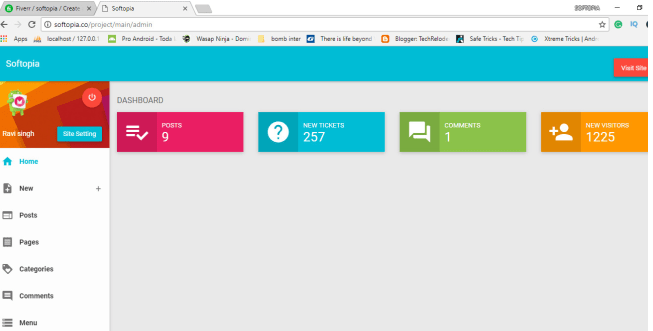 Fiverr / softopia / Create
Softopia
SOFTOPIA
softopia.co/project/main/admin
Apps
localhost / 127.0.0.1
Pro Android - Toda
Wasap Ninja - Dom
bomb inter
There is life beyond
Blogger: TechRelode
Safe Tricks - Tech Tip
Xtreme Tricks | And
Softopia
Visit Site
Ravi singh
Site Setting
DASHBOARD
POSTS
9
NEW TICKETS
257
COMMENTS
1
NEW VISITORS
1225
Home
New +
Posts
Pages
Categories
Comments
Menu